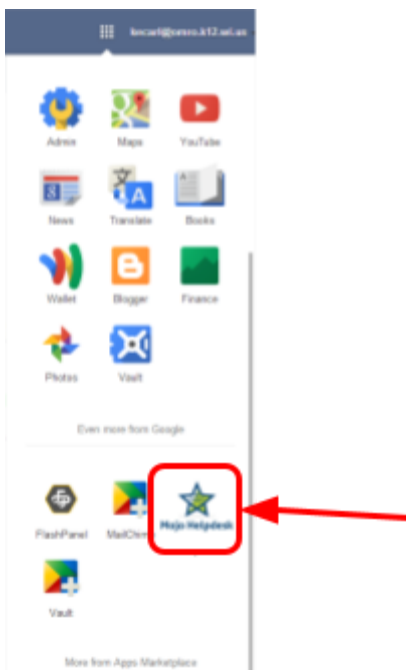 Admin Maps YouTube
News Translate Books
Wallet Blogger Finance
Photos Vault
Even more from Google
FlashPanel MailChimp Mojo Helpdesk
Vault
More from Apps Marketplace